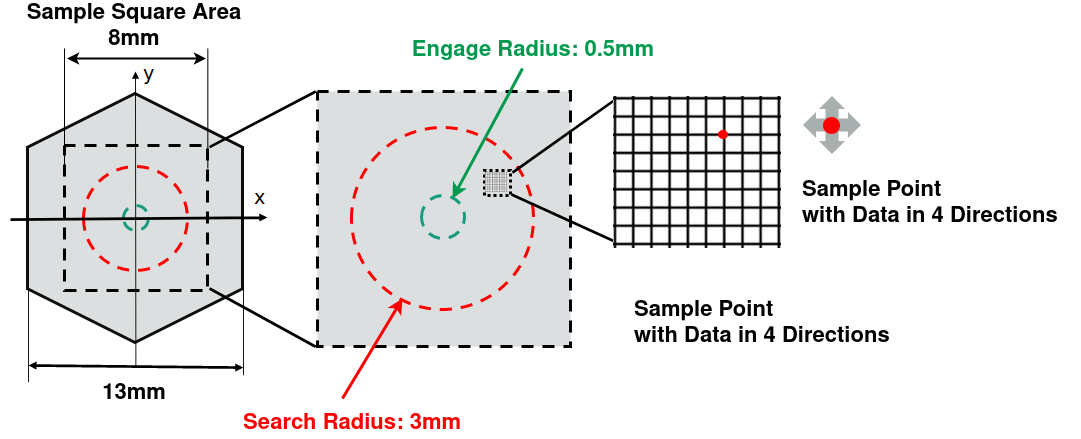 Sample Square Area
8mm
y
x
13mm
Engage Radius: 0.5mm
Search Radius: 3mm
Sample Point
with Data in 4 Directions
Sample Point
with Data in 4 Directions